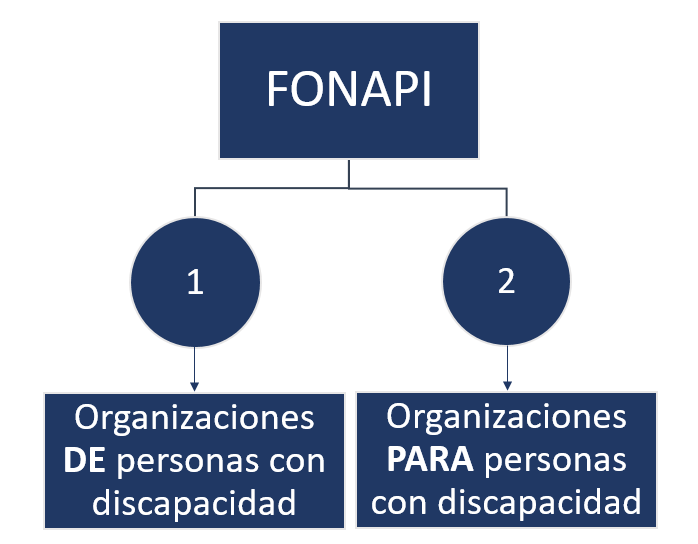 FONAPI
1
2
Organizaciones
DE personas con
discapacidad
Organizaciones
PARA personas
con discapacidad